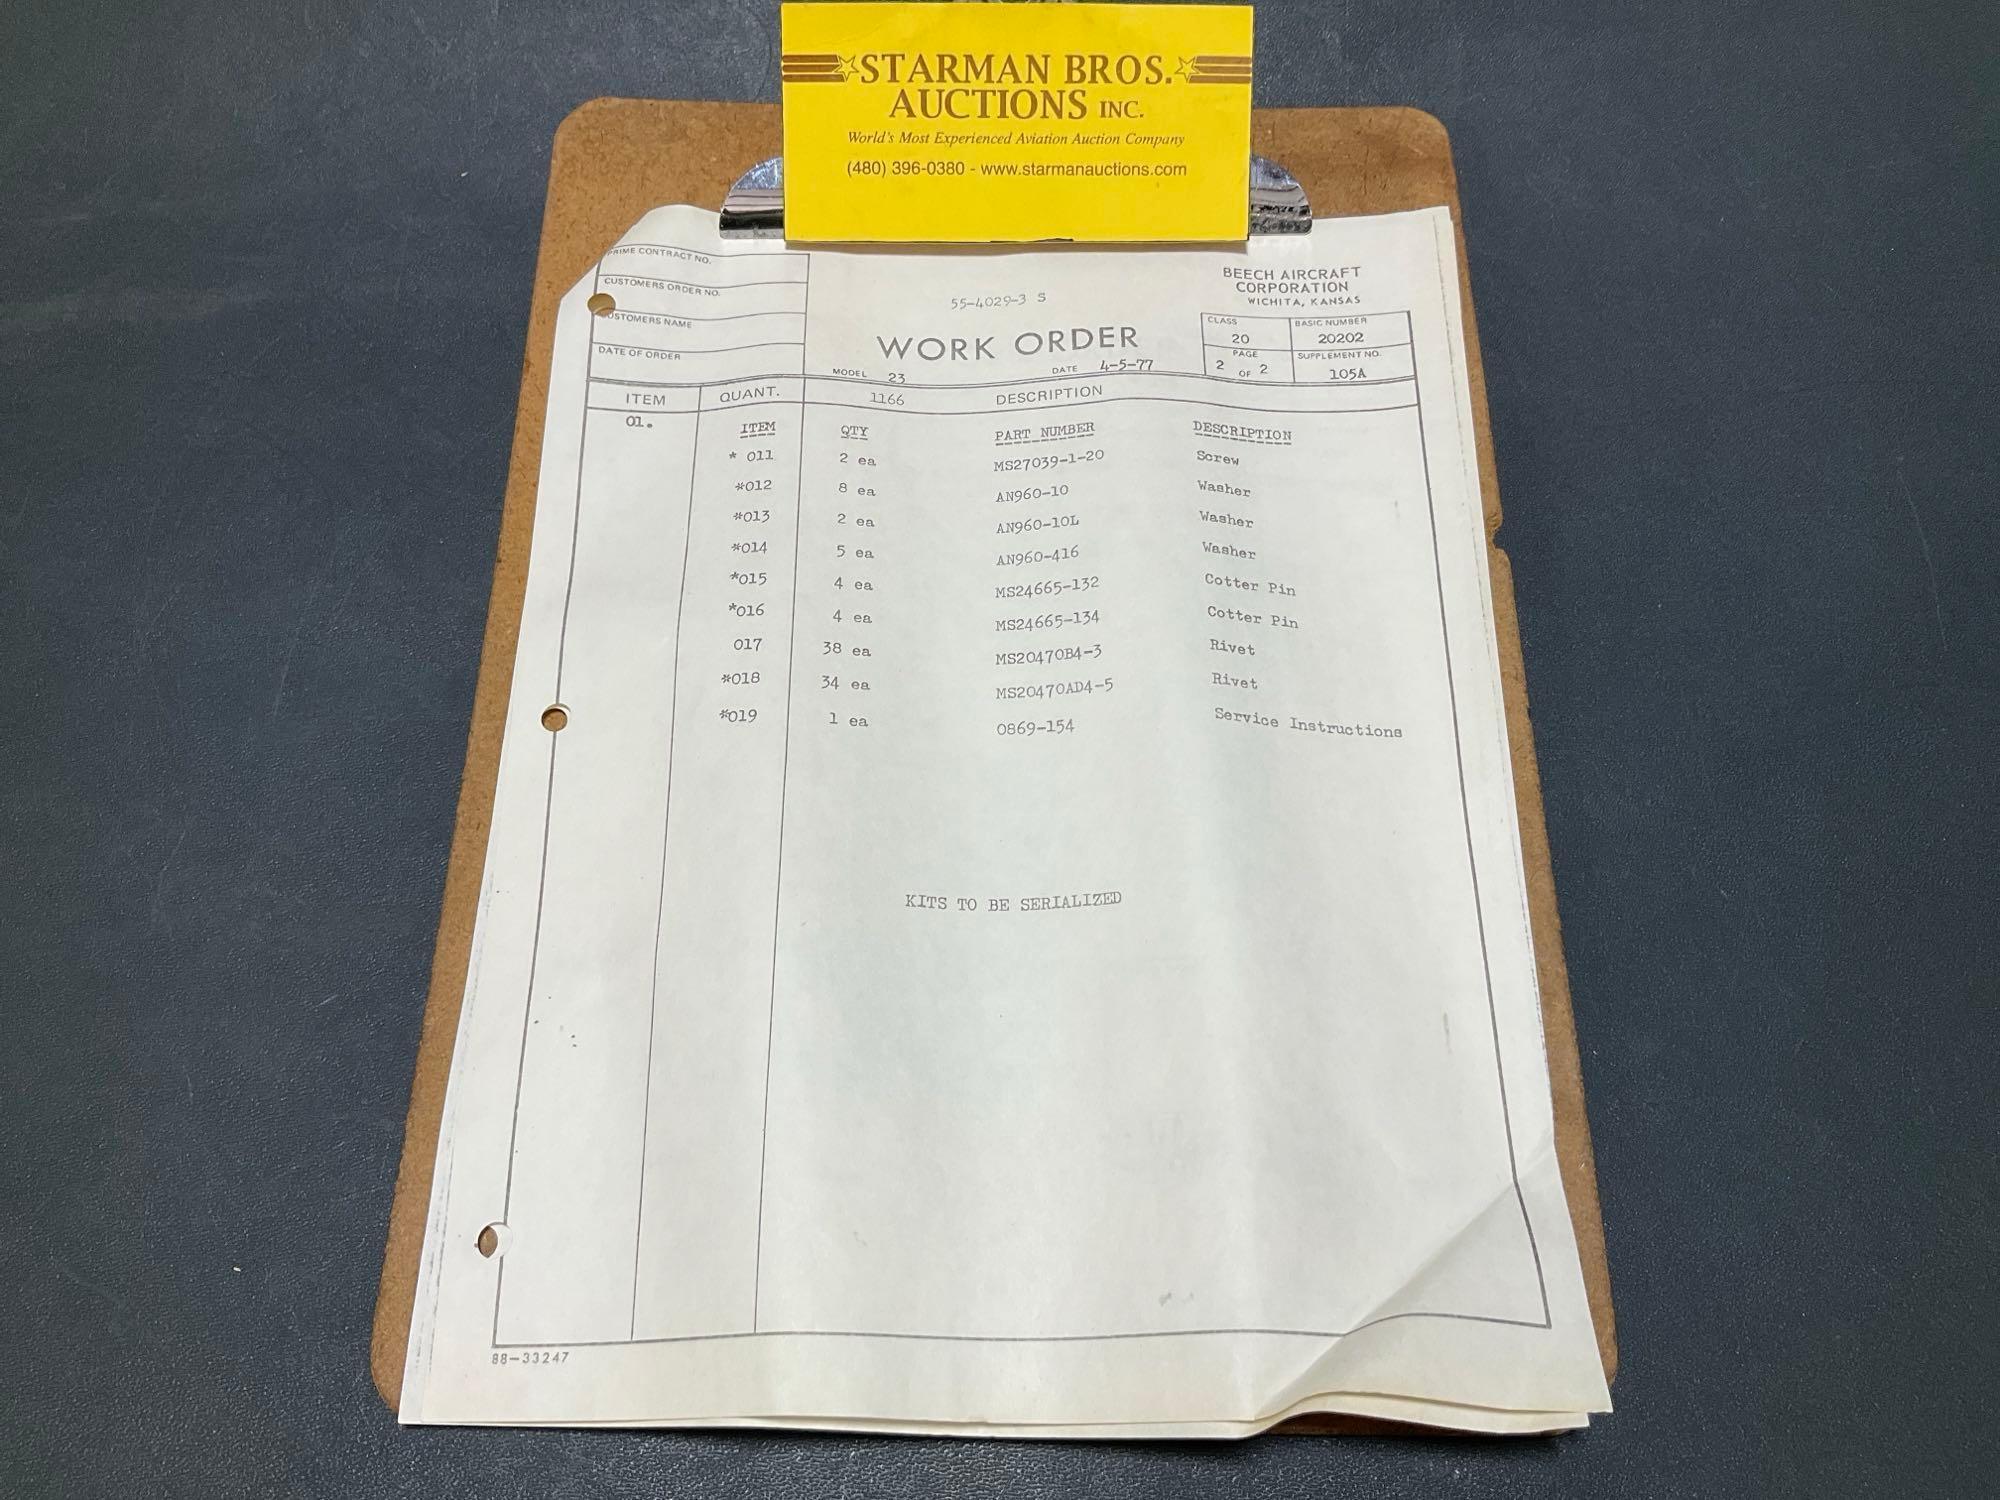 STARMAN BROS.
AUCTIONS INC.
World's Most Experienced Aviation Auction Company
(480) 396-0380 - www.starmanauctions.com
PRIME CONTRACT NO.
CUSTOMERS ORDER NO.
CUSTOMERS NAME
DATE OF ORDER
55-4029-3 S
WORK ORDER
MODEL 23
DATE 4-5-77
BEECH AIRCRAFT
CORPORATION
WICHITA, KANSAS
CLASS BASIC NUMBER
20 20202
PAGE SUPPLEMENT NO.
2 OF 2 105A
ITEM QUANT. 1166 DESCRIPTION
01.
ITEM QTY PART NUMBER DESCRIPTION
* 011 2 ea MS27039-1-20 Screw
*012 8 ea AN960-10 Washer
*013 2 ea AN960-10L Washer
*014 5 ea AN960-416 Washer
*015 4 ea MS24665-132 Cotter Pin
*016 4 ea MS24665-134 Cotter Pin
017 38 ea MS20470B4-3 Rivet
*018 34 ea MS20470AD4-5 Rivet
*019 1 ea 0869-154 Service Instructions
KITS TO BE SERIALIZED
88-33247